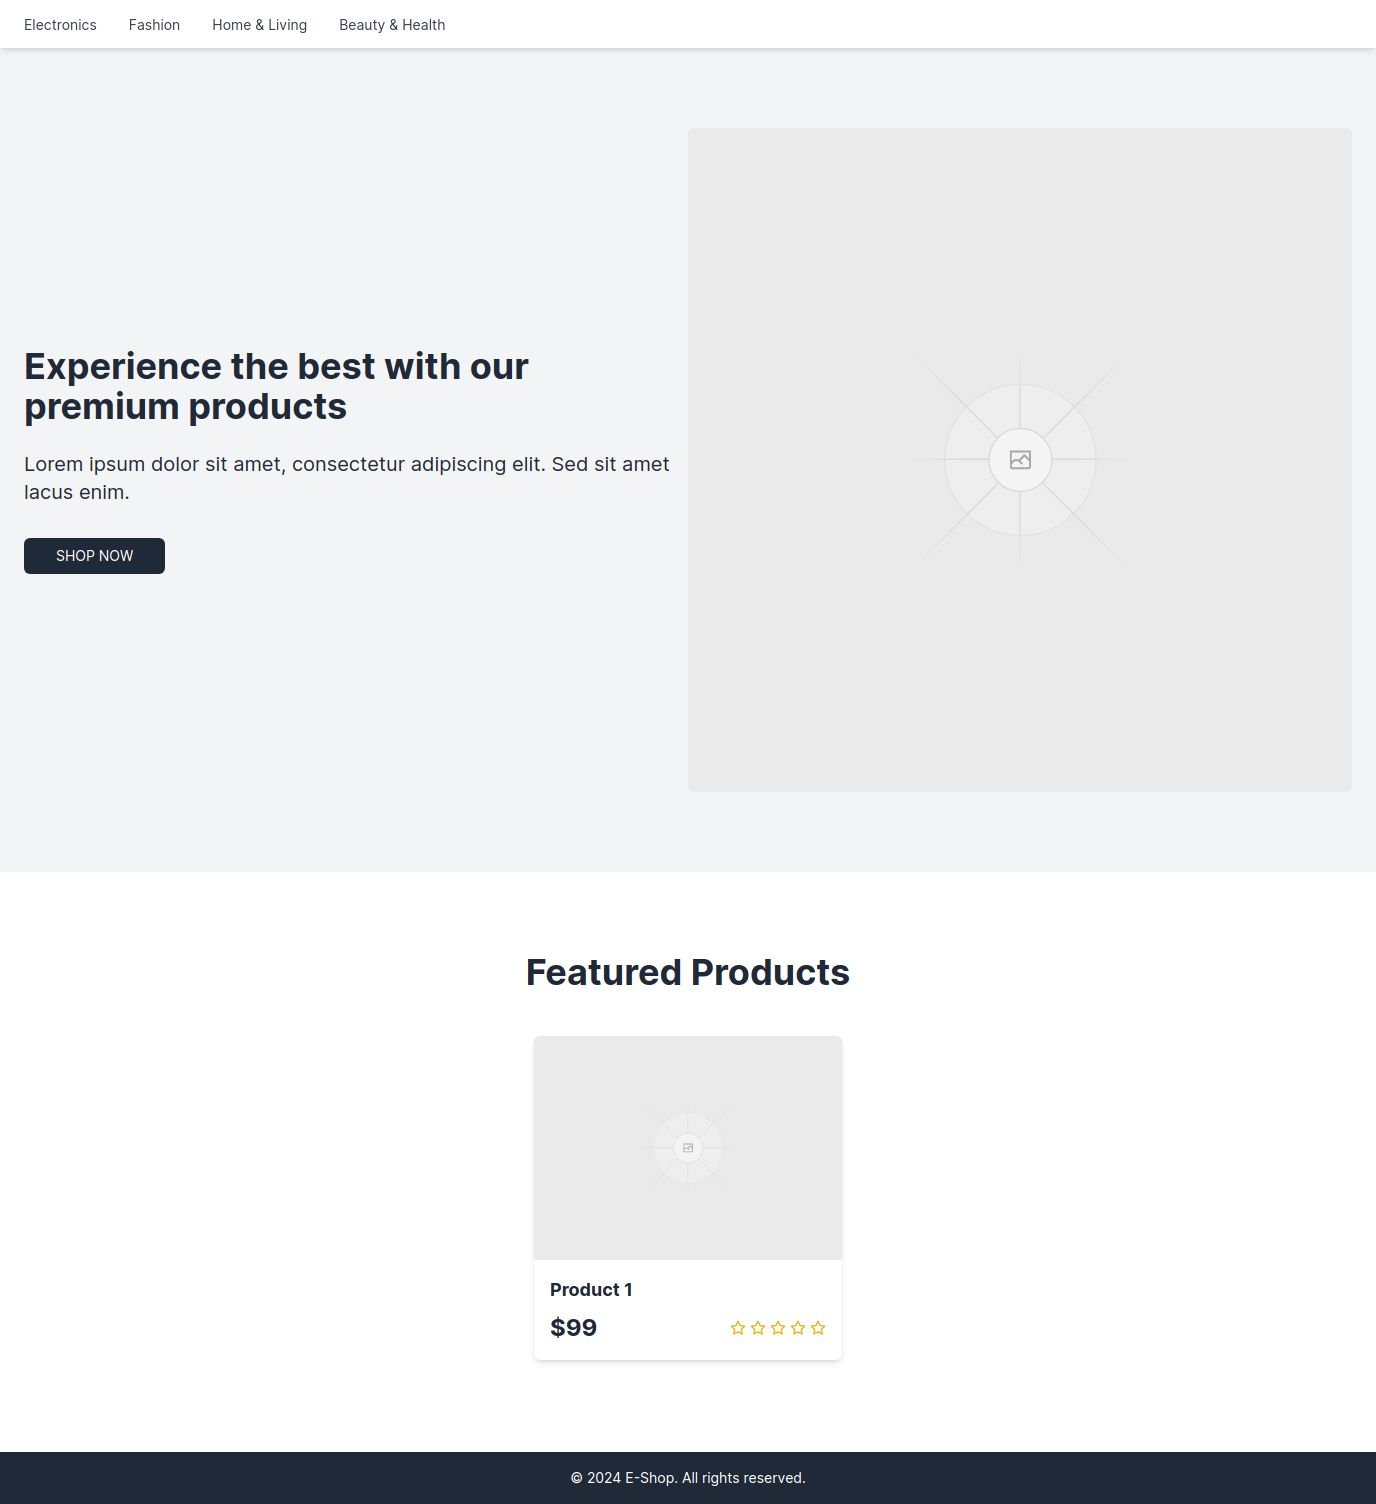 Electronics Fashion Home & Living Beauty & Health
Experience the best with our
premium products
Lorem ipsum dolor sit amet, consectetur adipiscing elit. Sed sit amet
lacus enim.
SHOP NOW
Featured Products
Product 1
$99
© 2024 E-Shop. All rights reserved.